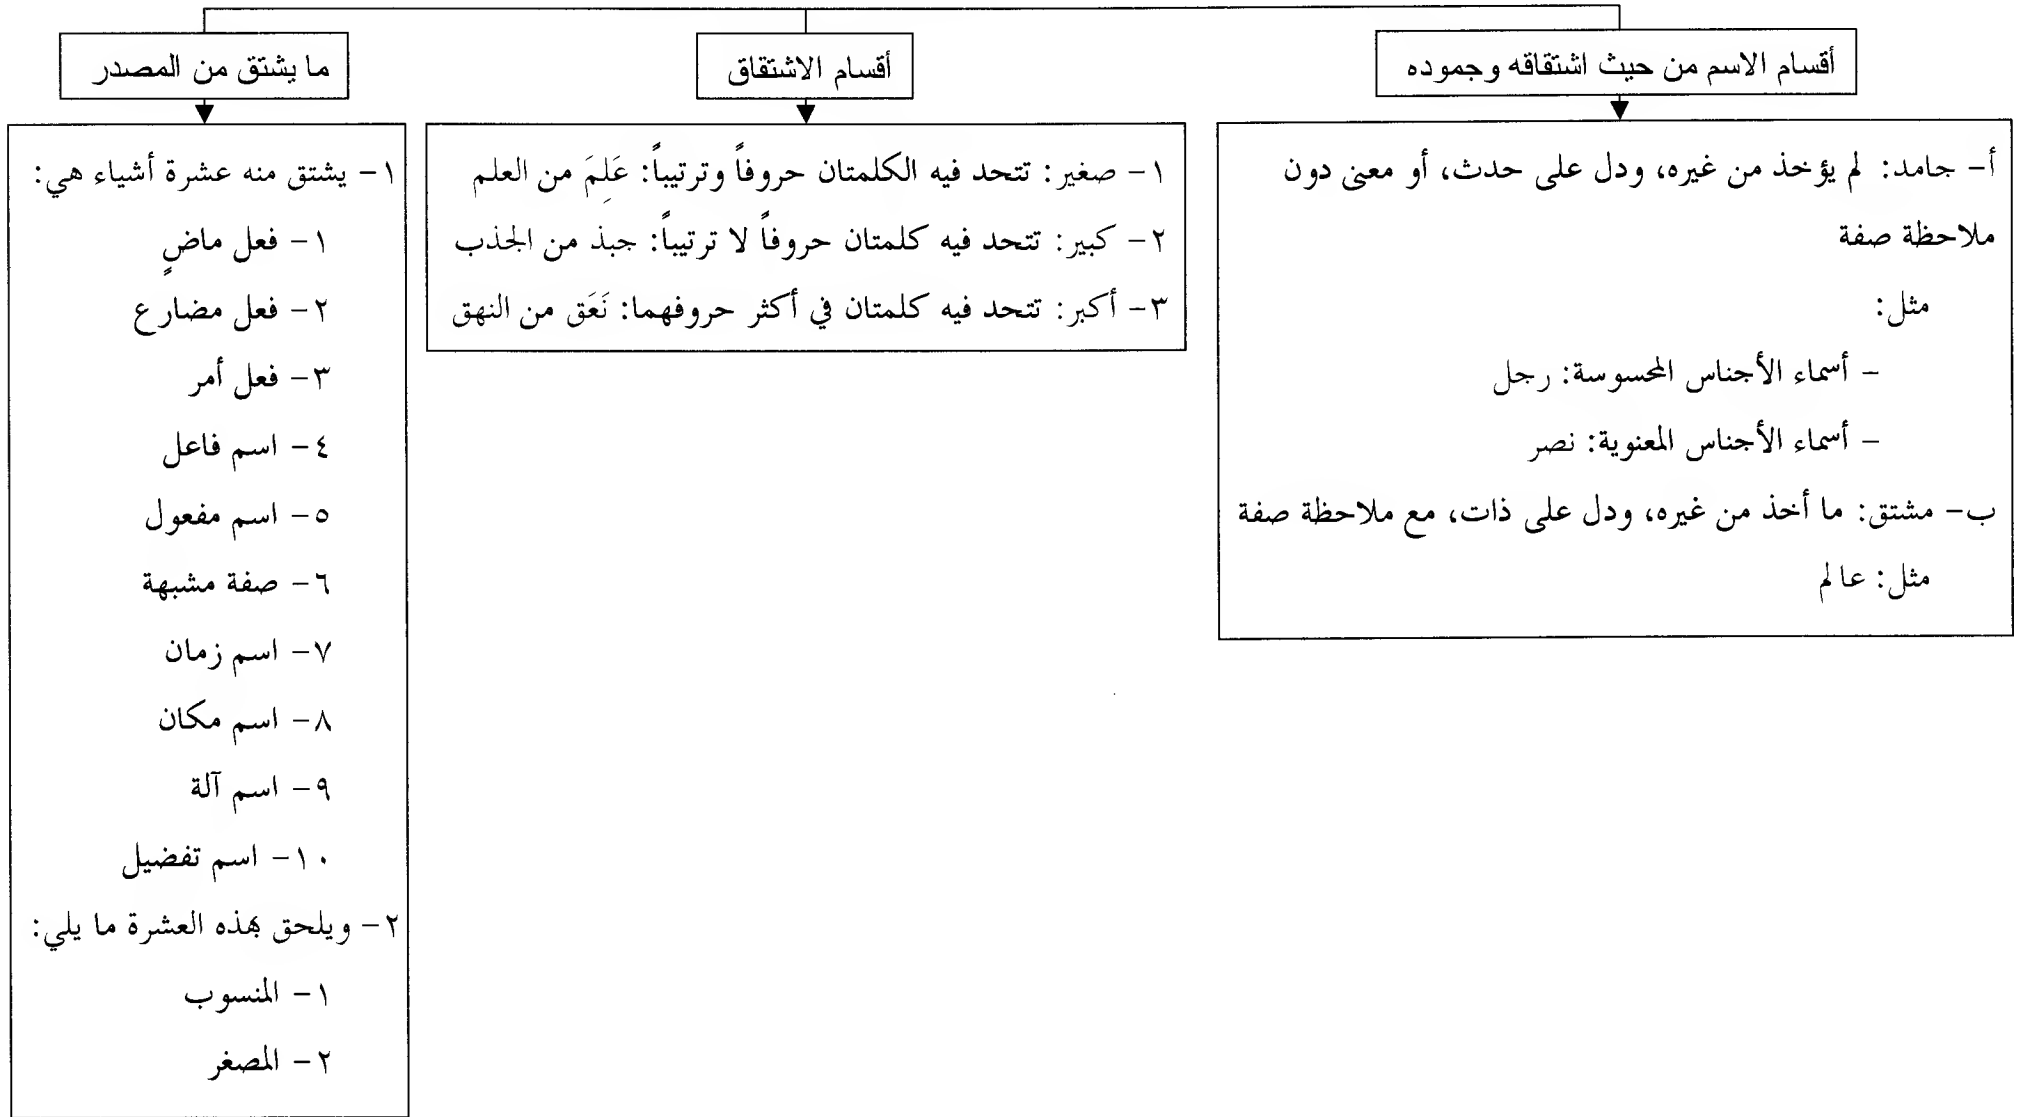 أقسام الاسم من حيث اشتقاقه وجموده
أ- جامد: لم يؤخذ من غيره، ودل على حدث، أو معنى دون
ملاحظة صفة
مثل:
- أسماء الأجناس المحسوسة: رجل
- أسماء الأجناس المعنوية: نصر
ب- مشتق: ما أخذ من غيره، ودل على ذات، مع ملاحظة صفة
مثل: عالم
أقسام الاشتقاق
١- صغير: تتحد فيه الكلمتان حروفاً وترتيباً: عَلِمَ من العلم
٢- كبير: تتحد فيه كلمتان حروفاً لا ترتيباً: جبذ من الجذب
٣- أكبر: تتحد فيه كلمتان في أكثر حروفهما: نَعَق من النهق
ما يشتق من المصدر
١- يشتق منه عشرة أشياء هي:
١- فعل ماضٍ
٢- فعل مضارع
٣- فعل أمر
٤- اسم فاعل
٥- اسم مفعول
٦- صفة مشبهة
٧- اسم زمان
٨- اسم مكان
٩- اسم آلة
١٠- اسم تفضيل
٢- ويلحق بهذه العشرة ما يلي:
١- المنسوب
٢- المصغر